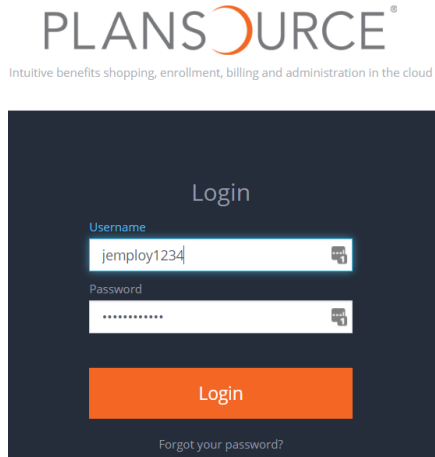 PLANSOURCE®
Intuitive benefits shopping, enrollment, billing and administration in the cloud
Login
Username
jemploy1234
Password
••••••••••••
Login
Forgot your password?